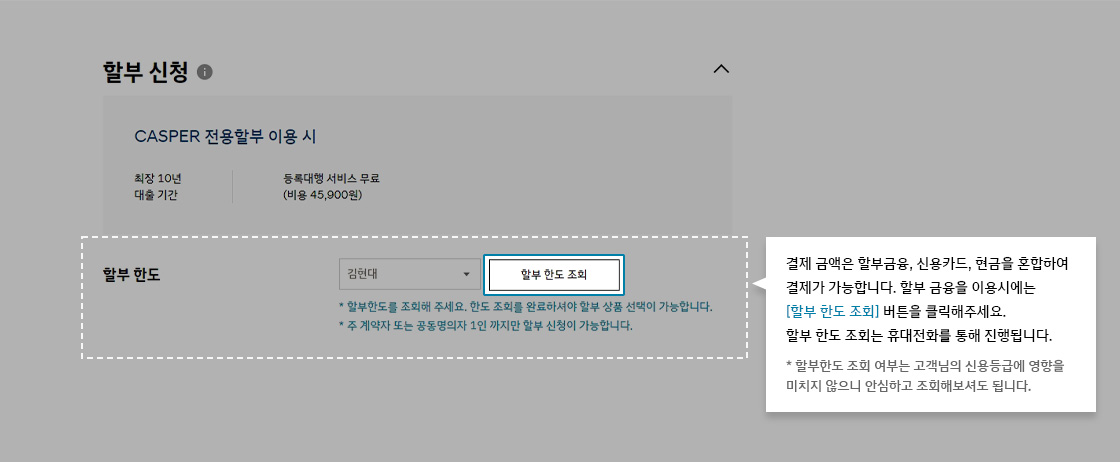 할부 신청
CASPER 전용할부 이용 시
최장 10년
대출 기간
등록대행 서비스 무료
(비용 45,900원)
할부 한도
김현대
할부 한도 조회
* 할부한도를 조회해 주세요. 한도 조회를 완료하셔야 할부 상품 선택이 가능합니다.
* 주 계약자 또는 공동명의자 1인 까지만 할부 신청이 가능합니다.
결제 금액은 할부금융, 신용카드, 현금을 혼합하여
결제가 가능합니다. 할부 금융을 이용시에는
[할부 한도 조회] 버튼을 클릭해주세요.
할부 한도 조회는 휴대전화를 통해 진행됩니다.
* 할부한도 조회 여부는 고객님의 신용등급에 영향을
미치지 않으니 안심하고 조회해보셔도 됩니다.